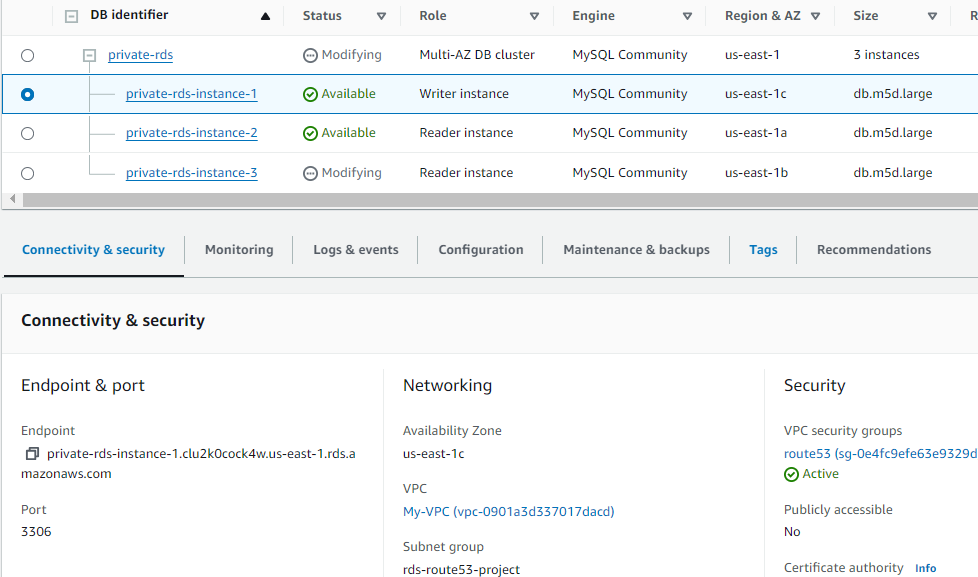 DB identifier Status Role Engine Region & AZ Size
private-rds Modifying Multi-AZ DB cluster MySQL Community us-east-1 3 instances
private-rds-instance-1 Available Writer instance MySQL Community us-east-1c db.m5d.large
private-rds-instance-2 Available Reader instance MySQL Community us-east-1a db.m5d.large
private-rds-instance-3 Modifying Reader instance MySQL Community us-east-1b db.m5d.large
Connectivity & security Monitoring Logs & events Configuration Maintenance & backups Tags Recommendations
Connectivity & security
Endpoint & port
Endpoint
private-rds-instance-1.clu2k0cock4w.us-east-1.rds.a
mazonaws.com
Port
3306
Networking
Availability Zone
us-east-1c
VPC
My-VPC (vpc-0901a3d337017dacd)
Subnet group
rds-route53-project
Security
VPC security groups
route53 (sg-0e4fc9efe63e9329d
Active
Publicly accessible
No
Certificate authority Info